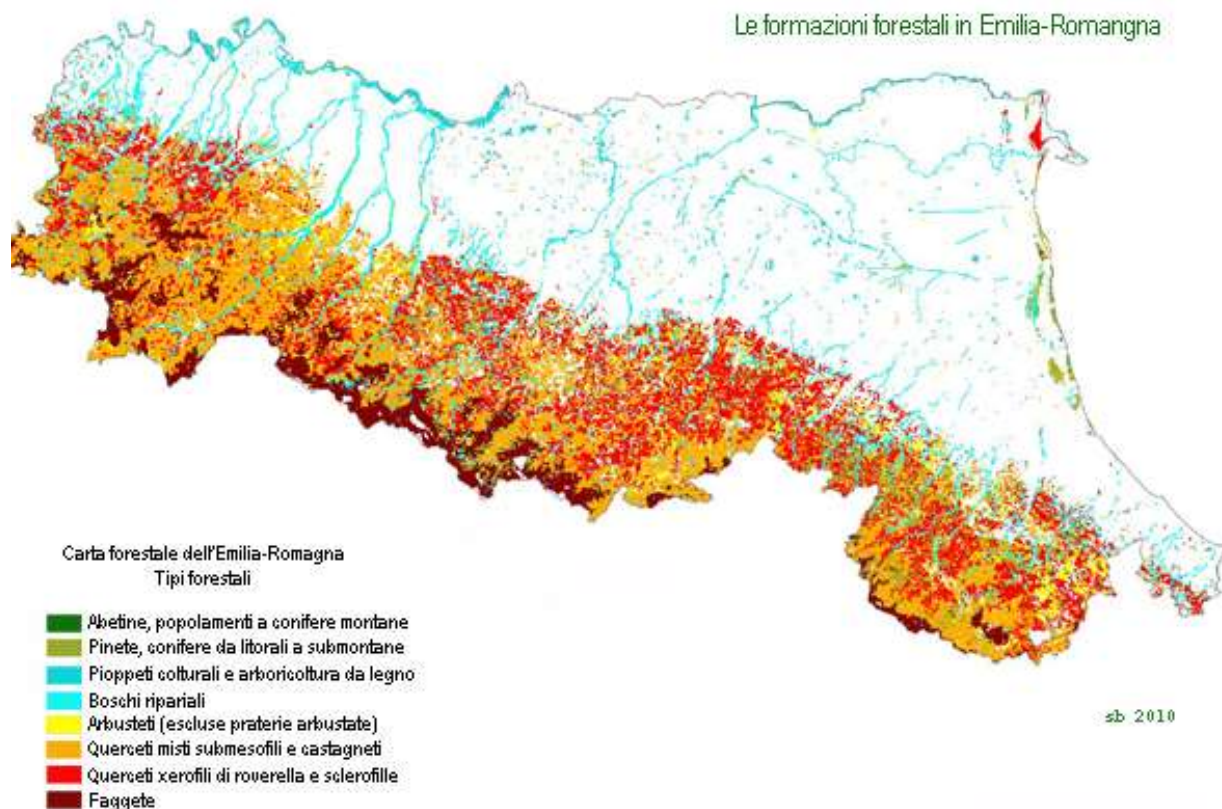 Le formazioni forestali in Emilia-Romangna
Carta forestale dell'Emilia-Romagna
Tipi forestali
Abetine, popolamenti a conifere montane
Pinete, conifere da litorali a submontane
Pioppeti colturali e arboricoltura da legno
Boschi ripariali
Arbusteti (escluse praterie arbustate)
Querceti misti submesofili e castagneti
Querceti xerofili di roverella e sclerofille
Faggete
sb 2010